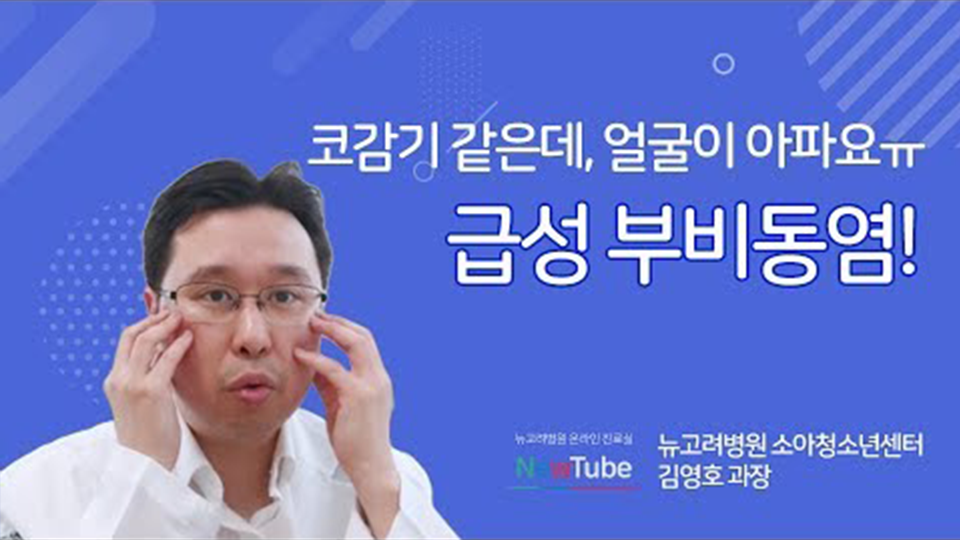 코감기 같은데, 얼굴이 아파요ㅠ
급성 부비동염!
뉴고려병원 온라인 진료실
NewTube
뉴고려병원 소아청소년센터
김영호 과장